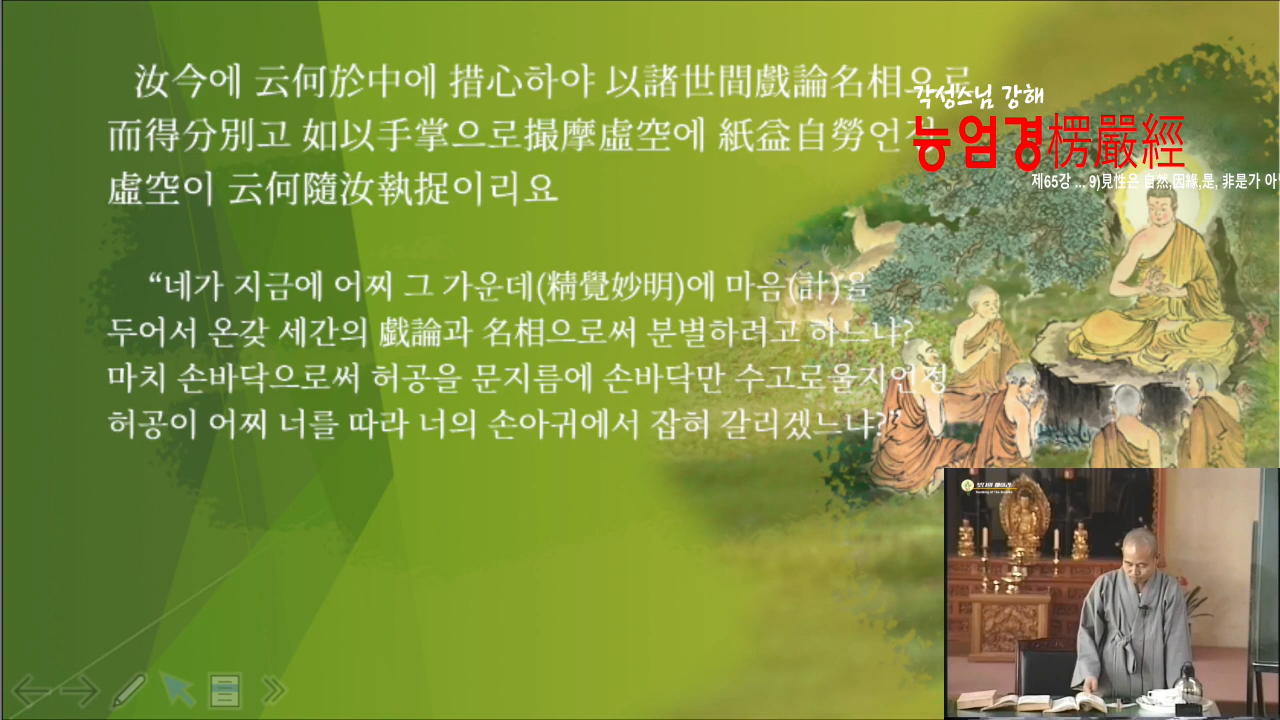 汝今에 云何於中에 措心하야 以諸世間戱論名相으로
而得分別고 如以手掌으로撮摩虛空에 紙益自勞언정
虛空이 云何隨汝執捉이리요
“네가 지금에 어찌 그 가운데(精覺妙明)에 마음(計)을
두어서 온갖 세간의 戱論과 名相으로써 분별하려고 하느냐?
마치 손바닥으로써 허공을 문지름에 손바닥만 수고로울지언정
허공이 어찌 너를 따라 너의 손아귀에서 잡혀 갈리겠느냐?”
각성스님 강해
능엄경楞嚴經
제65강 ... 9)見性은 自然,因緣,是, 非是가 아